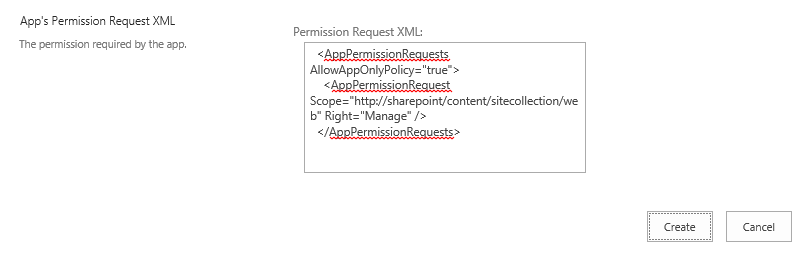 App's Permission Request XML
The permission required by the app.
Permission Request XML:
<AppPermissionRequests
AllowAppOnlyPolicy="true">
<AppPermissionRequest
Scope="http://sharepoint/content/sitecollection/we
b" Right="Manage" />
</AppPermissionRequests>
Create
Cancel